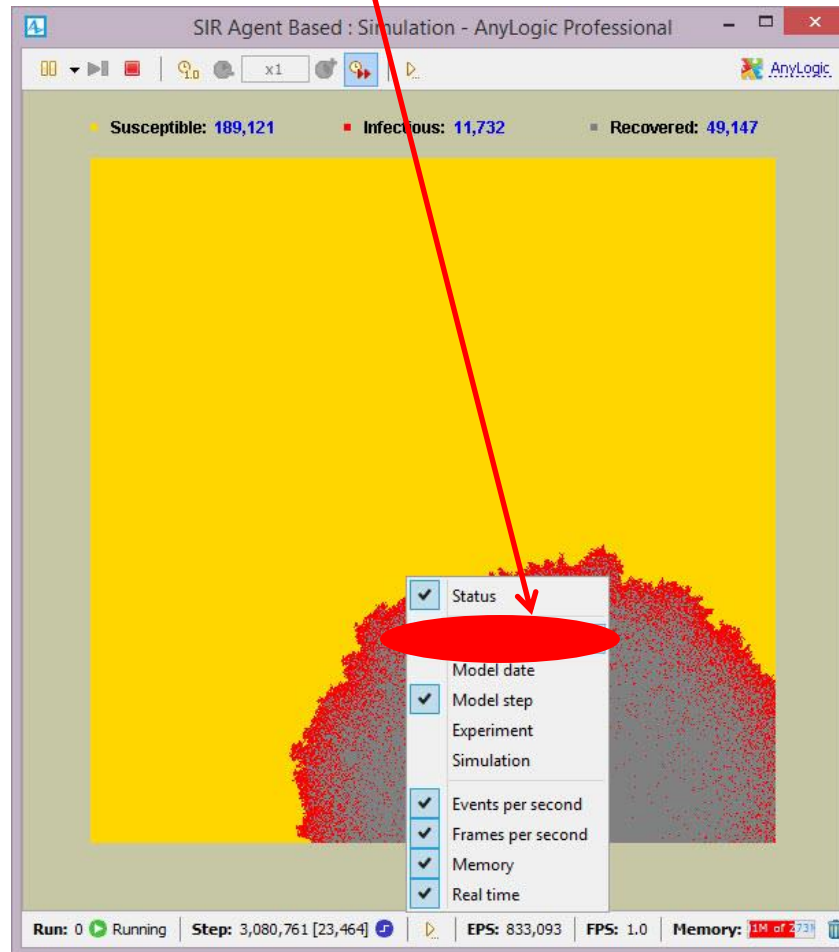 SIR Agent Based : Simulation - AnyLogic Professional
x1 AnyLogic
Susceptible: 189,121 Infectious: 11,732 Recovered: 49,147
Status
Model date
Model step
Experiment
Simulation
Events per second
Frames per second
Memory
Real time
Run: 0 Running Step: 3,080,761 [23,464] EPS: 833,093 FPS: 1.0 Memory: of